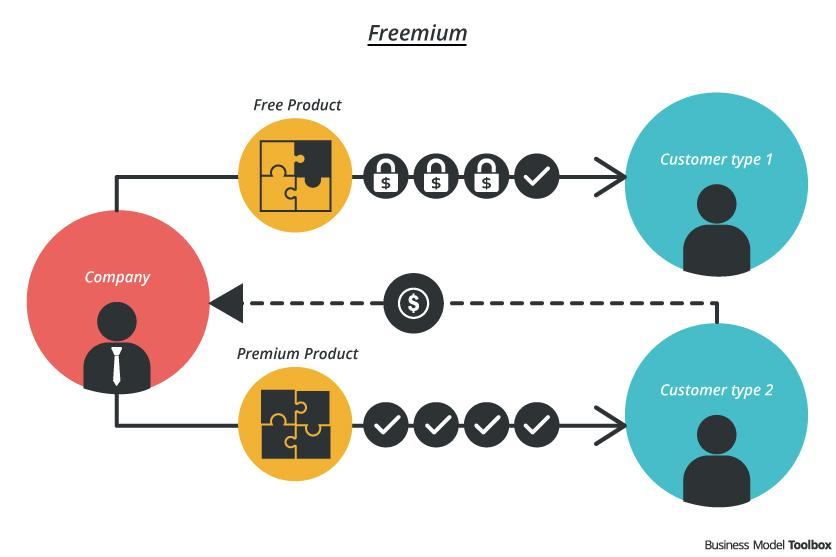 Freemium
Free Product
$
$
$
Customer type 1
Company
$
Premium Product
Customer type 2
Business Model Toolbox